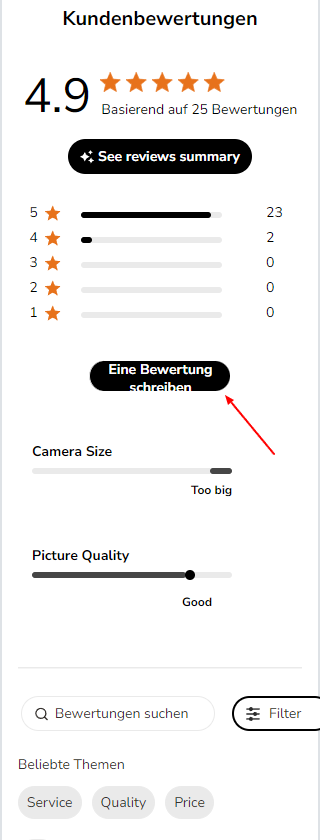 Kundenbewertungen
4.9
Basierend auf 25 Bewertungen
See reviews summary
5 23
4 2
3 0
2 0
1 0
Eine Bewertung
schreiben
Camera Size
Too big
Picture Quality
Good
Bewertungen suchen
Filter
Beliebte Themen
Service Quality Price